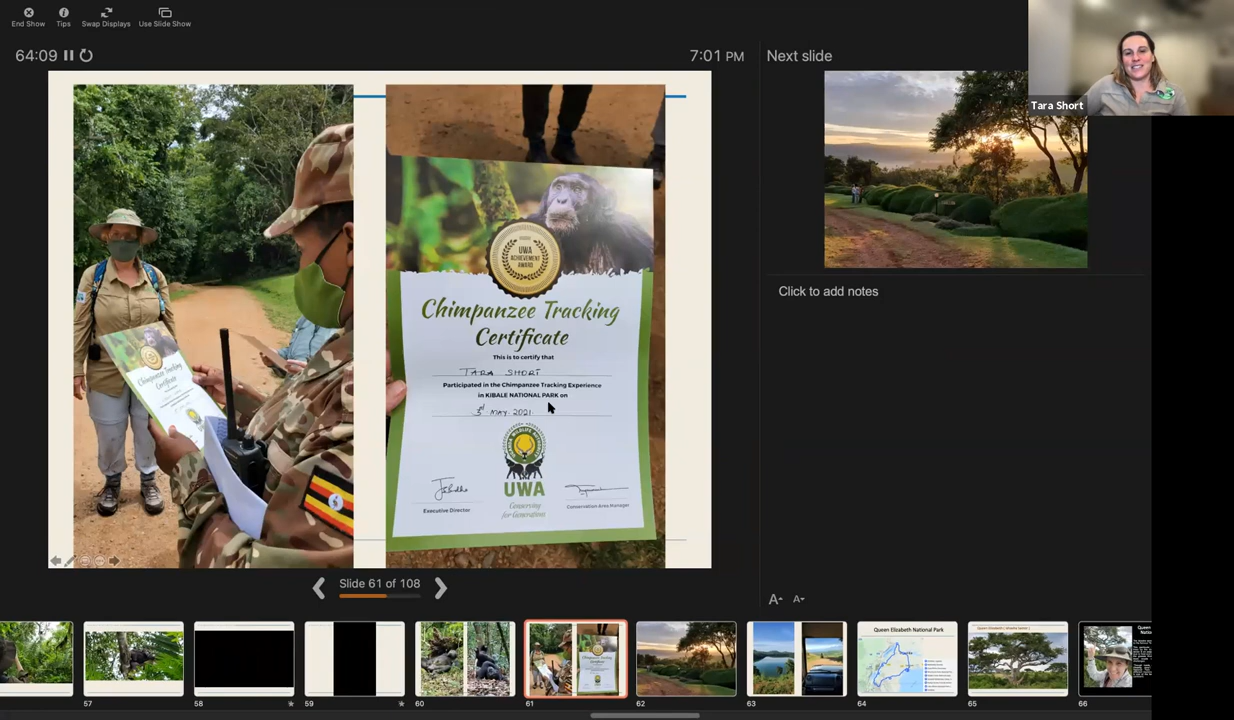 End Show
Tips
Swap Displays
Use Slide Show
64:09
7:01 PM
Next slide
Tara Short
UWA
ACHIEVEMENT
AWARD
Chimpanzee Tracking
Certificate
This is to certify that
TARA SHORT
Participated in the Chimpanzee Tracking Experience
in KIBALE NATIONAL PARK on
3rd MAY 2021
UWA
Conserving
for Generations
Executive Director
Conservation Area Manager
Chimpanzee Tracking
Certificate
Click to add notes
Slide 61 of 108
A
A
Queen Elizabeth National Park
57
58
59
60
61
62
63
64
65
66